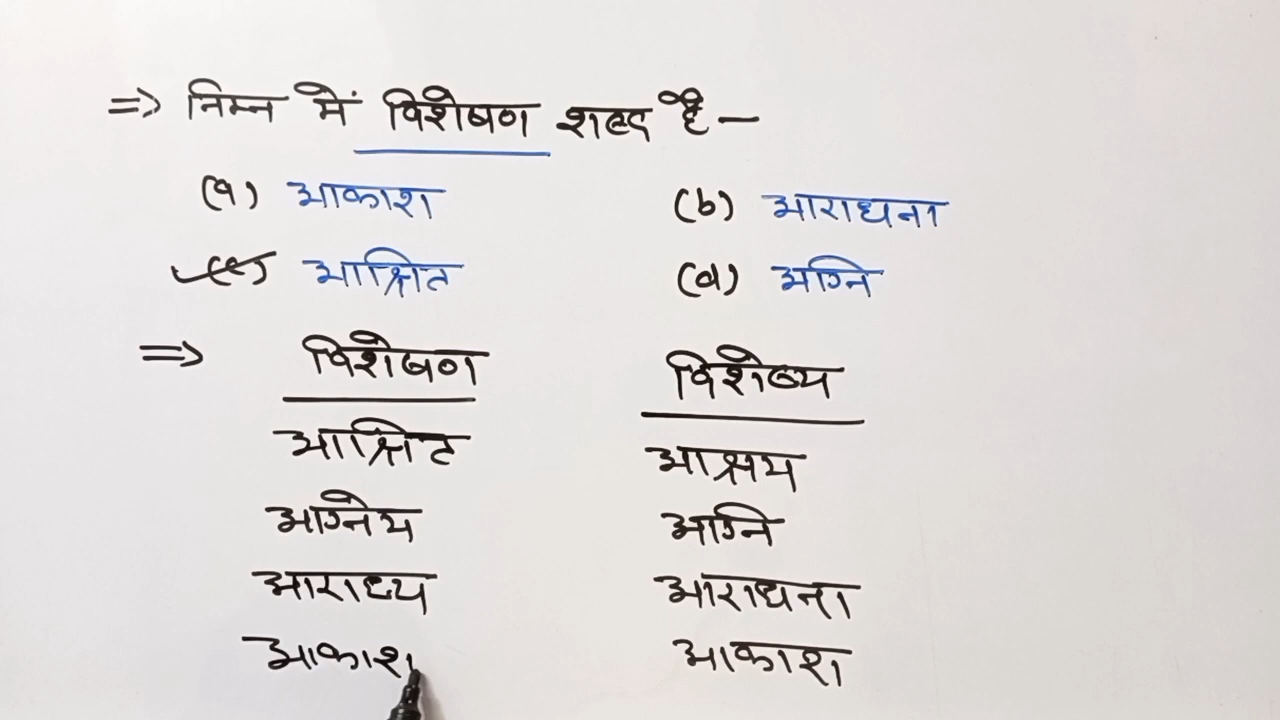 => निम्न में विशेषण शब्द है —
(a) आकाश (b) आराधना
(c) आश्रित (d) अग्नि
=> विशेषण विशेष्य
आश्रित आश्रय
आग्नेय अग्नि
आराध्य आराधना
आकाश आकाश